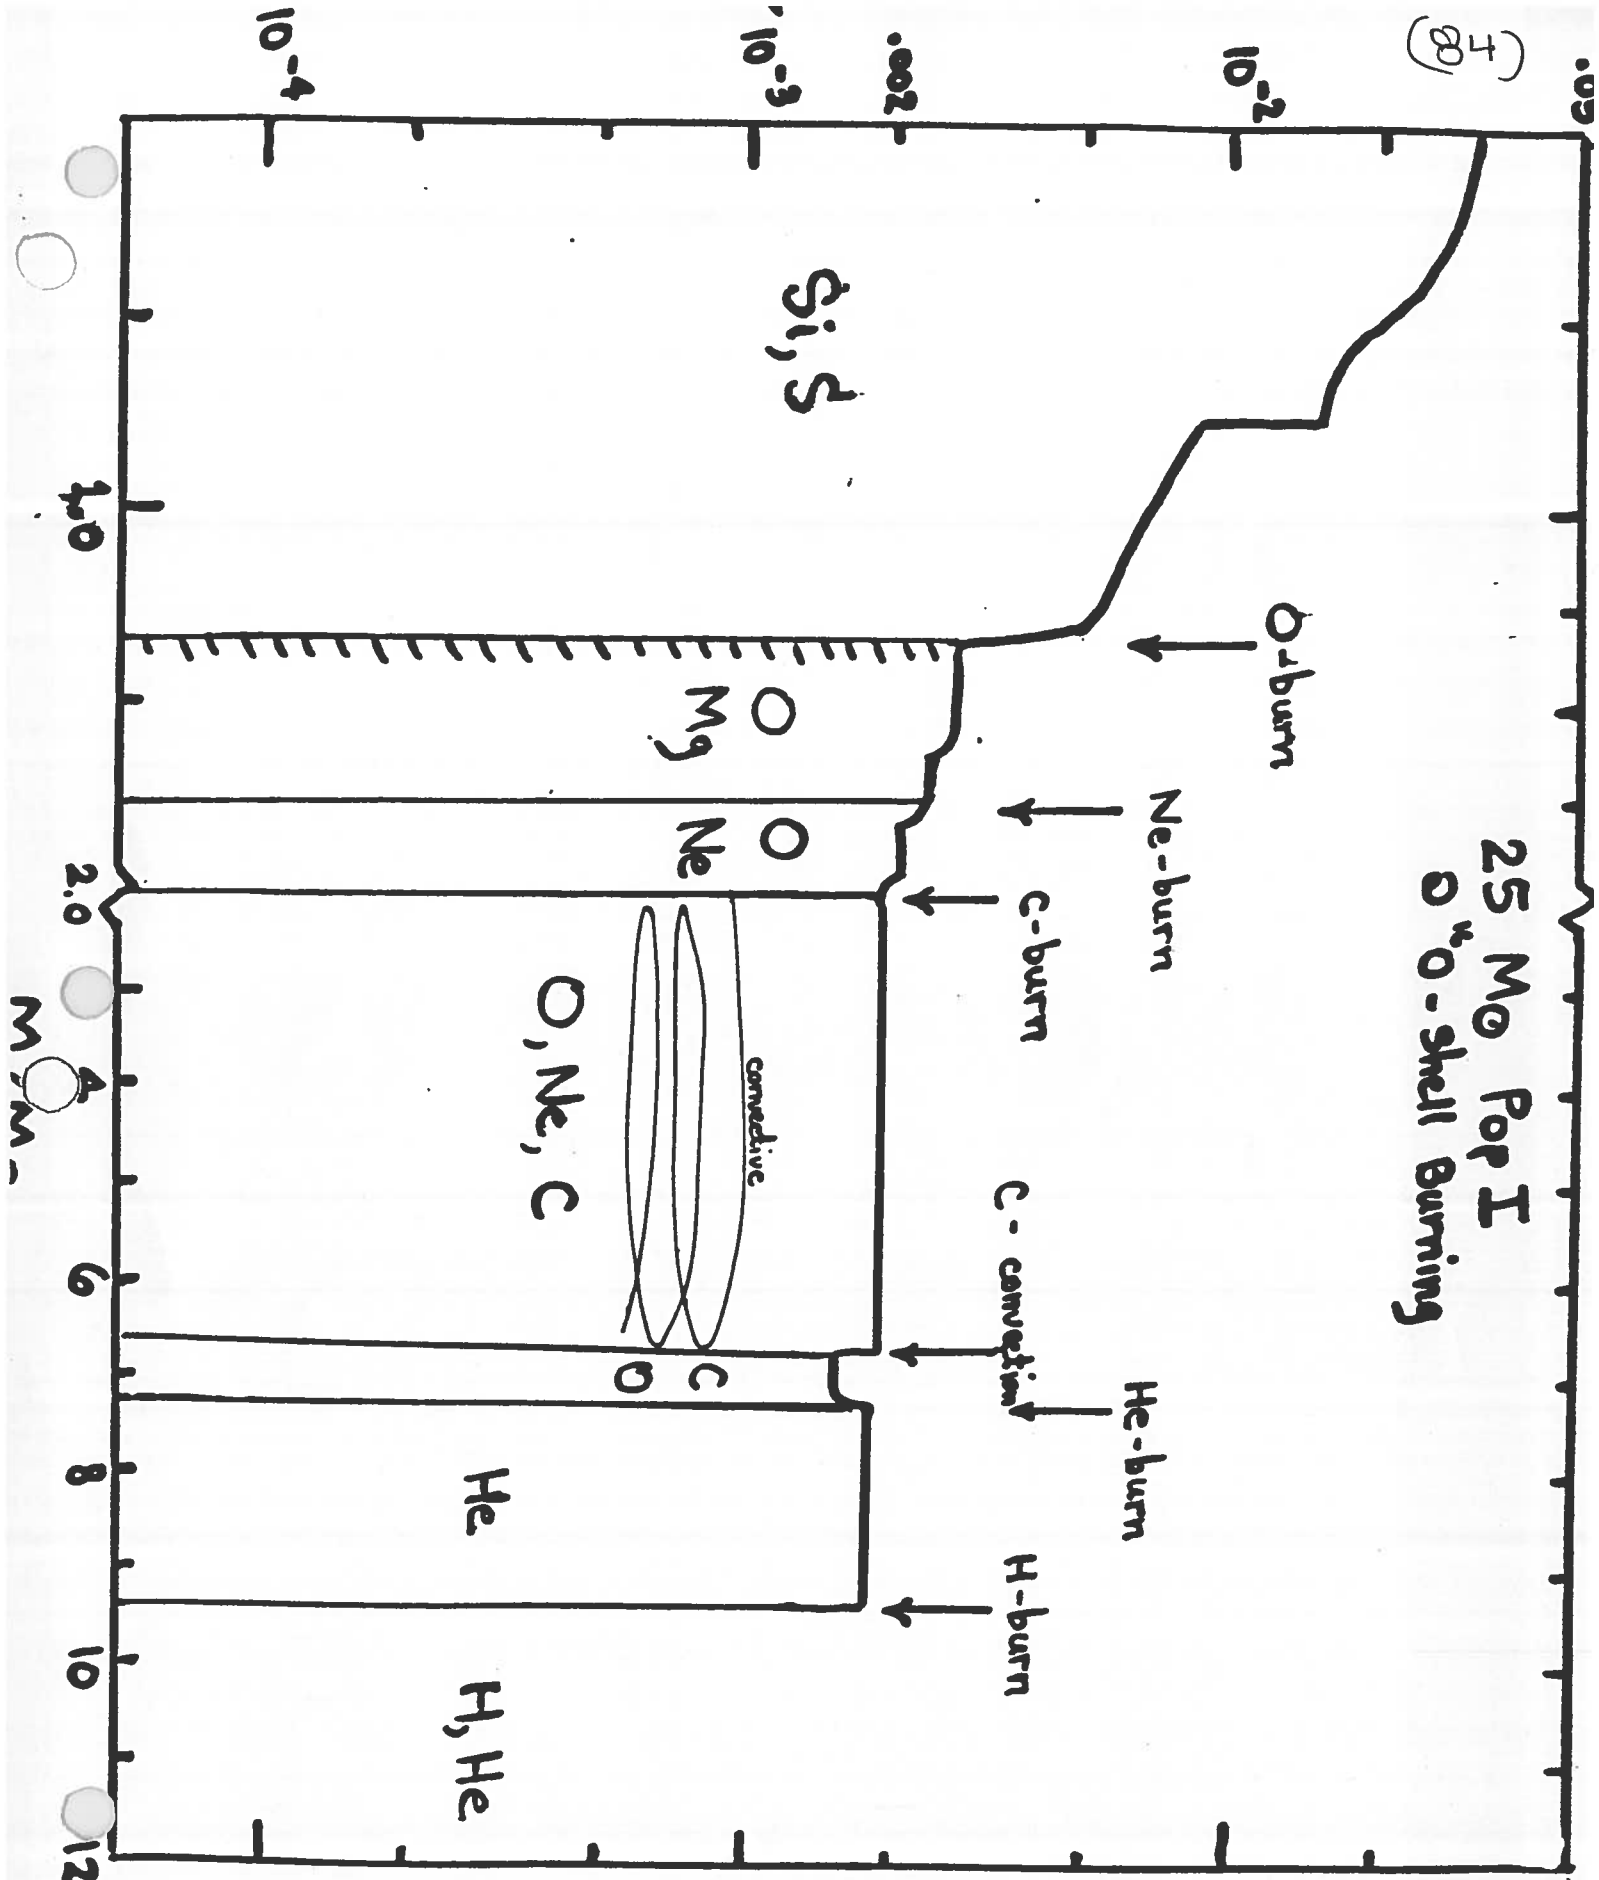 (84)
25 M⊙ Pop I
O"O-shell Burning
.05
10-2
.002
10-3
10-4
O-burn
Ne-burn
C-burn
C-convection
He-burn
H-burn
Si, S
O
Mg
O
Ne
convective
O, Ne, C
C
O
He
H, He
1.0
2.0
4
6
8
10
12